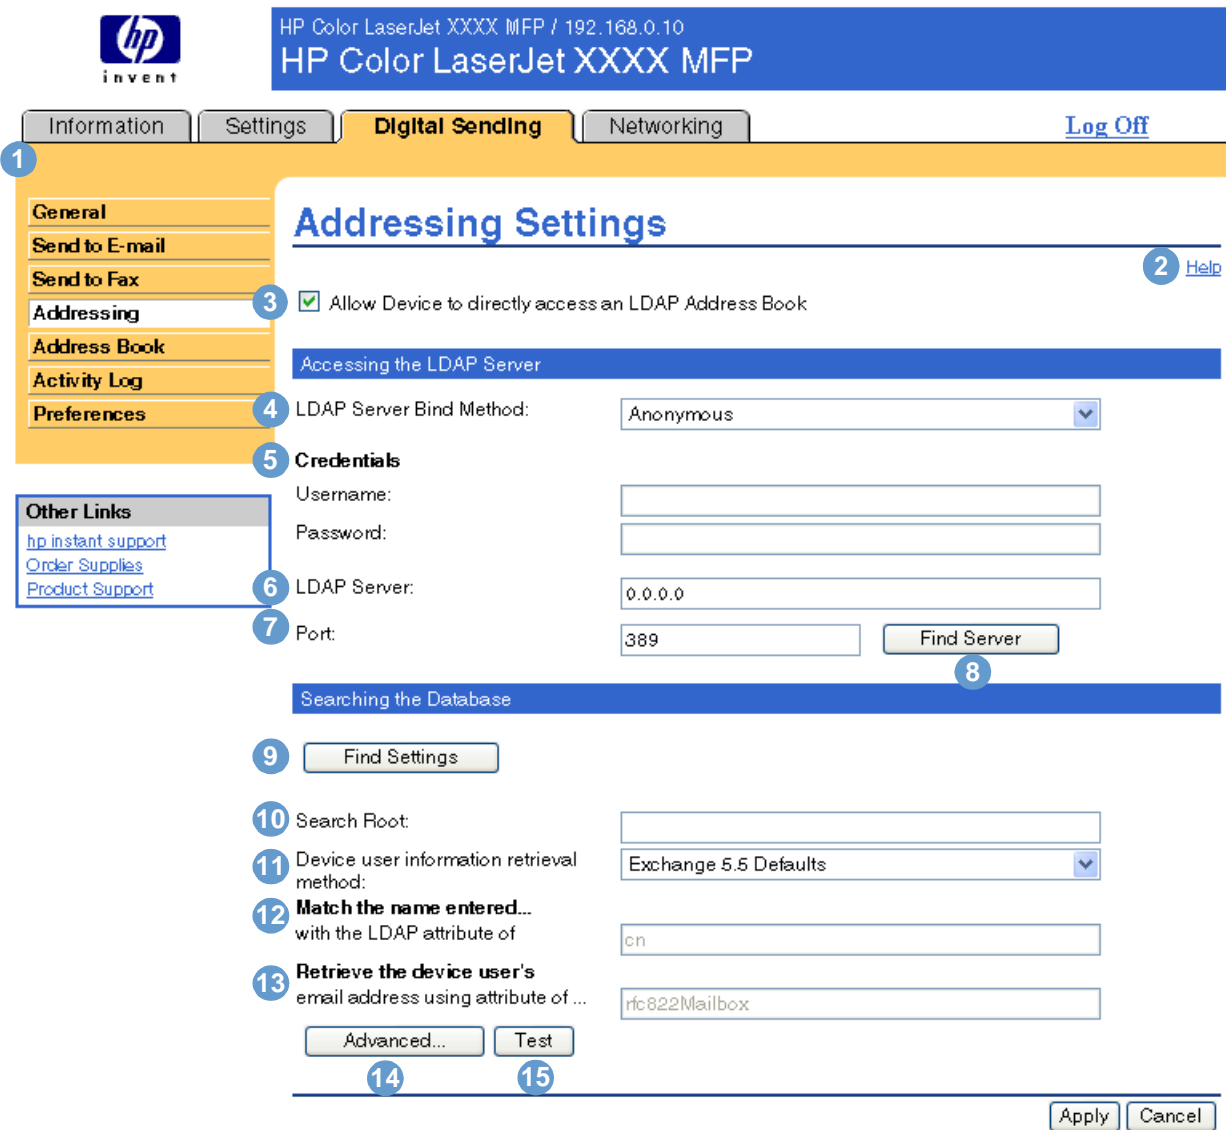 hp
invent
HP Color LaserJet XXXX MFP / 192.168.0.10
HP Color LaserJet XXXX MFP
Information
Settings
Digital Sending
Networking
Log Off
1
General
Send to E-mail
Send to Fax
Addressing
Address Book
Activity Log
Preferences
Other Links
hp instant support
Order Supplies
Product Support
Addressing Settings
2 Help
3 Allow Device to directly access an LDAP Address Book
Accessing the LDAP Server
4 LDAP Server Bind Method: Anonymous
5 Credentials
Username:
Password:
6 LDAP Server: 0.0.0.0
7 Port: 389 Find Server
8
Searching the Database
9 Find Settings
10 Search Root:
11 Device user information retrieval method: Exchange 5.5 Defaults
12 Match the name entered...
with the LDAP attribute of cn
13 Retrieve the device user's
email address using attribute of ... rfc822Mailbox
Advanced... Test
14 15
Apply Cancel